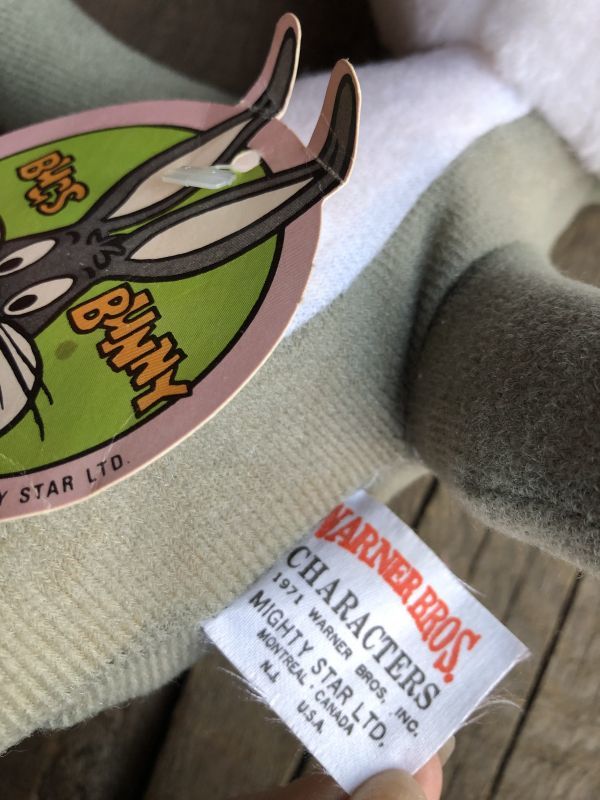 BUGS
BUNNY
Y STAR LTD.
WARNER BROS.
CHARACTERS
1971 WARNER BROS. INC.
MIGHTY STAR LTD.
MONTREAL CANADA
N.J. U.S.A.